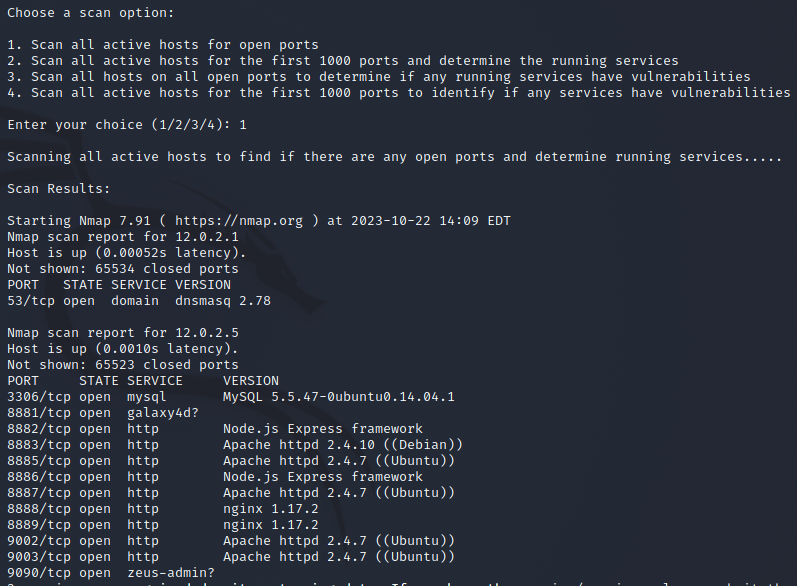 Choose a scan option:
1. Scan all active hosts for open ports
2. Scan all active hosts for the first 1000 ports and determine the running services
3. Scan all hosts on all open ports to determine if any running services have vulnerabilities
4. Scan all active hosts for the first 1000 ports to identify if any services have vulnerabilities
Enter your choice (1/2/3/4): 1
Scanning all active hosts to find if there are any open ports and determine running services.....
Scan Results:
Starting Nmap 7.91 ( https://nmap.org ) at 2023-10-22 14:09 EDT
Nmap scan report for 12.0.2.1
Host is up (0.00052s latency).
Not shown: 65534 closed ports
PORT   STATE SERVICE VERSION
53/tcp open  domain  dnsmasq 2.78
Nmap scan report for 12.0.2.5
Host is up (0.0010s latency).
Not shown: 65523 closed ports
PORT     STATE SERVICE     VERSION
3306/tcp open  mysql       MySQL 5.5.47-0ubuntu0.14.04.1
8881/tcp open  galaxy4d?
8882/tcp open  http        Node.js Express framework
8883/tcp open  http        Apache httpd 2.4.10 ((Debian))
8885/tcp open  http        Apache httpd 2.4.7 ((Ubuntu))
8886/tcp open  http        Node.js Express framework
8887/tcp open  http        Apache httpd 2.4.7 ((Ubuntu))
8888/tcp open  http        nginx 1.17.2
8889/tcp open  http        nginx 1.17.2
9002/tcp open  http        Apache httpd 2.4.7 ((Ubuntu))
9003/tcp open  http        Apache httpd 2.4.7 ((Ubuntu))
9090/tcp open  zeus-admin?